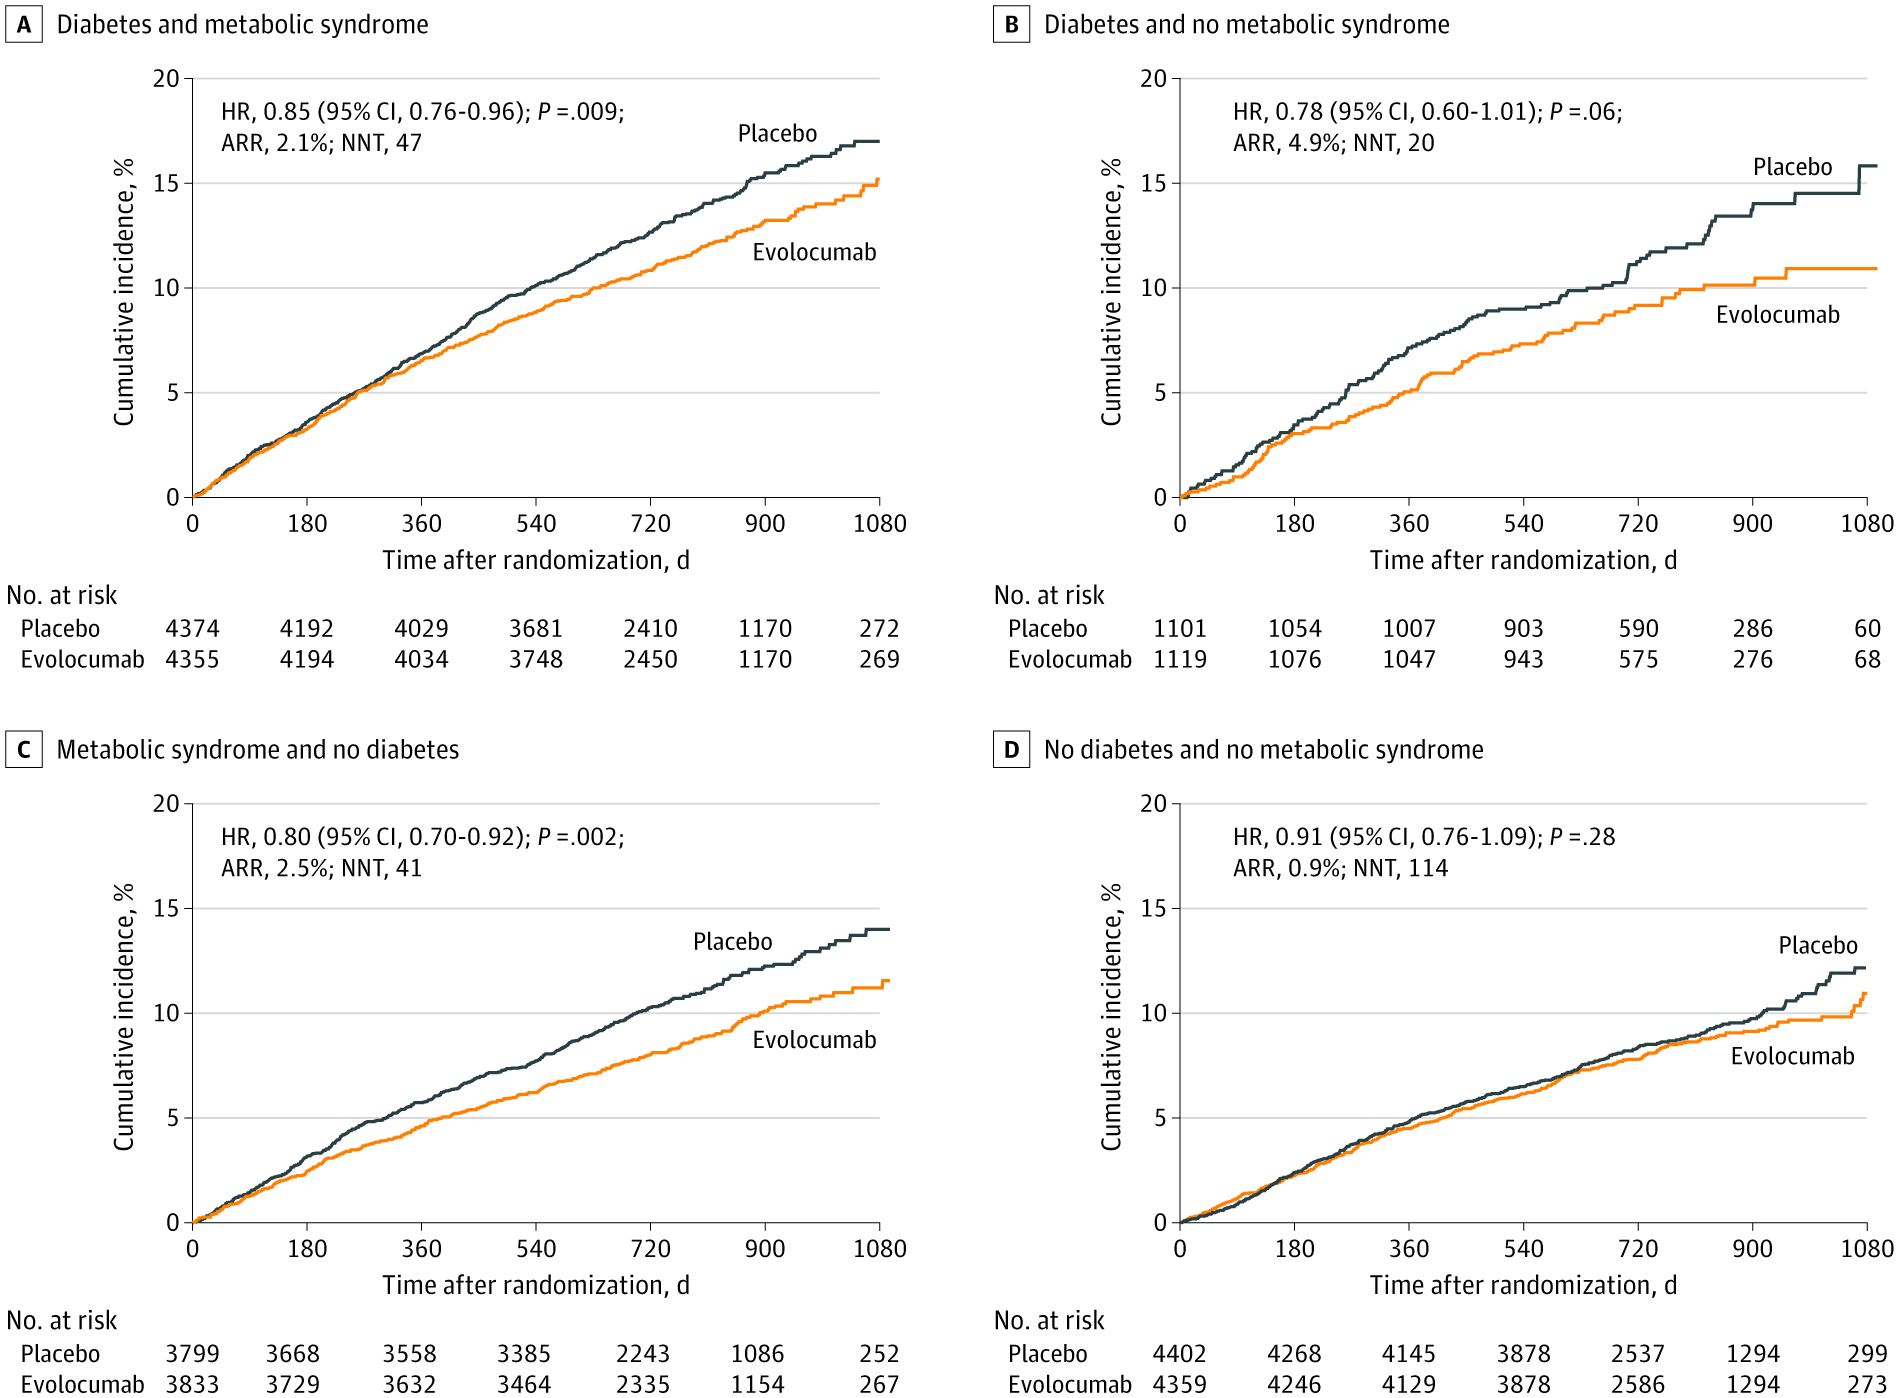 A Diabetes and metabolic syndrome
20
15
10
5
0
Cumulative incidence, %
HR, 0.85 (95% CI, 0.76-0.96); P =.009;
ARR, 2.1%; NNT, 47
Placebo
Evolocumab
0 180 360 540 720 900 1080
Time after randomization, d
No. at risk
Placebo 4374 4192 4029 3681 2410 1170 272
Evolocumab 4355 4194 4034 3748 2450 1170 269
B Diabetes and no metabolic syndrome
20
15
10
5
0
Cumulative incidence, %
HR, 0.78 (95% CI, 0.60-1.01); P =.06;
ARR, 4.9%; NNT, 20
Placebo
Evolocumab
0 180 360 540 720 900 1080
Time after randomization, d
No. at risk
Placebo 1101 1054 1007 903 590 286 60
Evolocumab 1119 1076 1047 943 575 276 68
C Metabolic syndrome and no diabetes
20
15
10
5
0
Cumulative incidence, %
HR, 0.80 (95% CI, 0.70-0.92); P =.002;
ARR, 2.5%; NNT, 41
Placebo
Evolocumab
0 180 360 540 720 900 1080
Time after randomization, d
No. at risk
Placebo 3799 3668 3558 3385 2243 1086 252
Evolocumab 3833 3729 3632 3464 2335 1154 267
D No diabetes and no metabolic syndrome
20
15
10
5
0
Cumulative incidence, %
HR, 0.91 (95% CI, 0.76-1.09); P =.28
ARR, 0.9%; NNT, 114
Placebo
Evolocumab
0 180 360 540 720 900 1080
Time after randomization, d
No. at risk
Placebo 4402 4268 4145 3878 2537 1294 299
Evolocumab 4359 4246 4129 3878 2586 1294 273